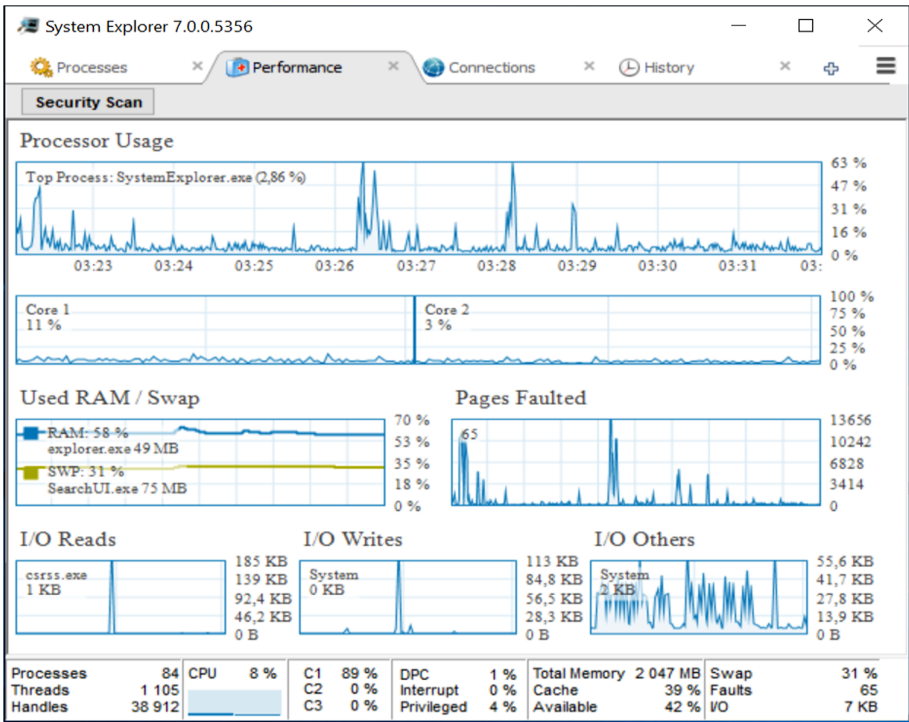 System Explorer 7.0.0.5356
Processes Performance Connections History
Security Scan
Processor Usage
Top Process: SystemExplorer.exe (2,86 %)
63 %
47 %
31 %
16 %
0 %
03:23 03:24 03:25 03:26 03:27 03:28 03:29 03:30 03:31 03:
Core 1
11 %
Core 2
3 %
100 %
75 %
50 %
25 %
0 %
Used RAM / Swap
RAM: 58 %
explorer.exe 49 MB
SWP: 31 %
SearchUI.exe 75 MB
70 %
53 %
35 %
18 %
0 %
Pages Faulted
65
13656
10242
6828
3414
0
I/O Reads
csrss.exe
1 KB
185 KB
139 KB
92,4 KB
46,2 KB
0 B
I/O Writes
System
0 KB
113 KB
84,8 KB
56,5 KB
28,3 KB
0 B
I/O Others
System
2 KB
55,6 KB
41,7 KB
27,8 KB
13,9 KB
0 B
Processes 84
Threads 1 105
Handles 38 912
CPU 8 %
C1 89 %
C2 0 %
C3 0 %
DPC 1 %
Interrupt 0 %
Privileged 4 %
Total Memory 2 047 MB
Cache 39 %
Available 42 %
Swap 31 %
Faults 65
I/O 7 KB